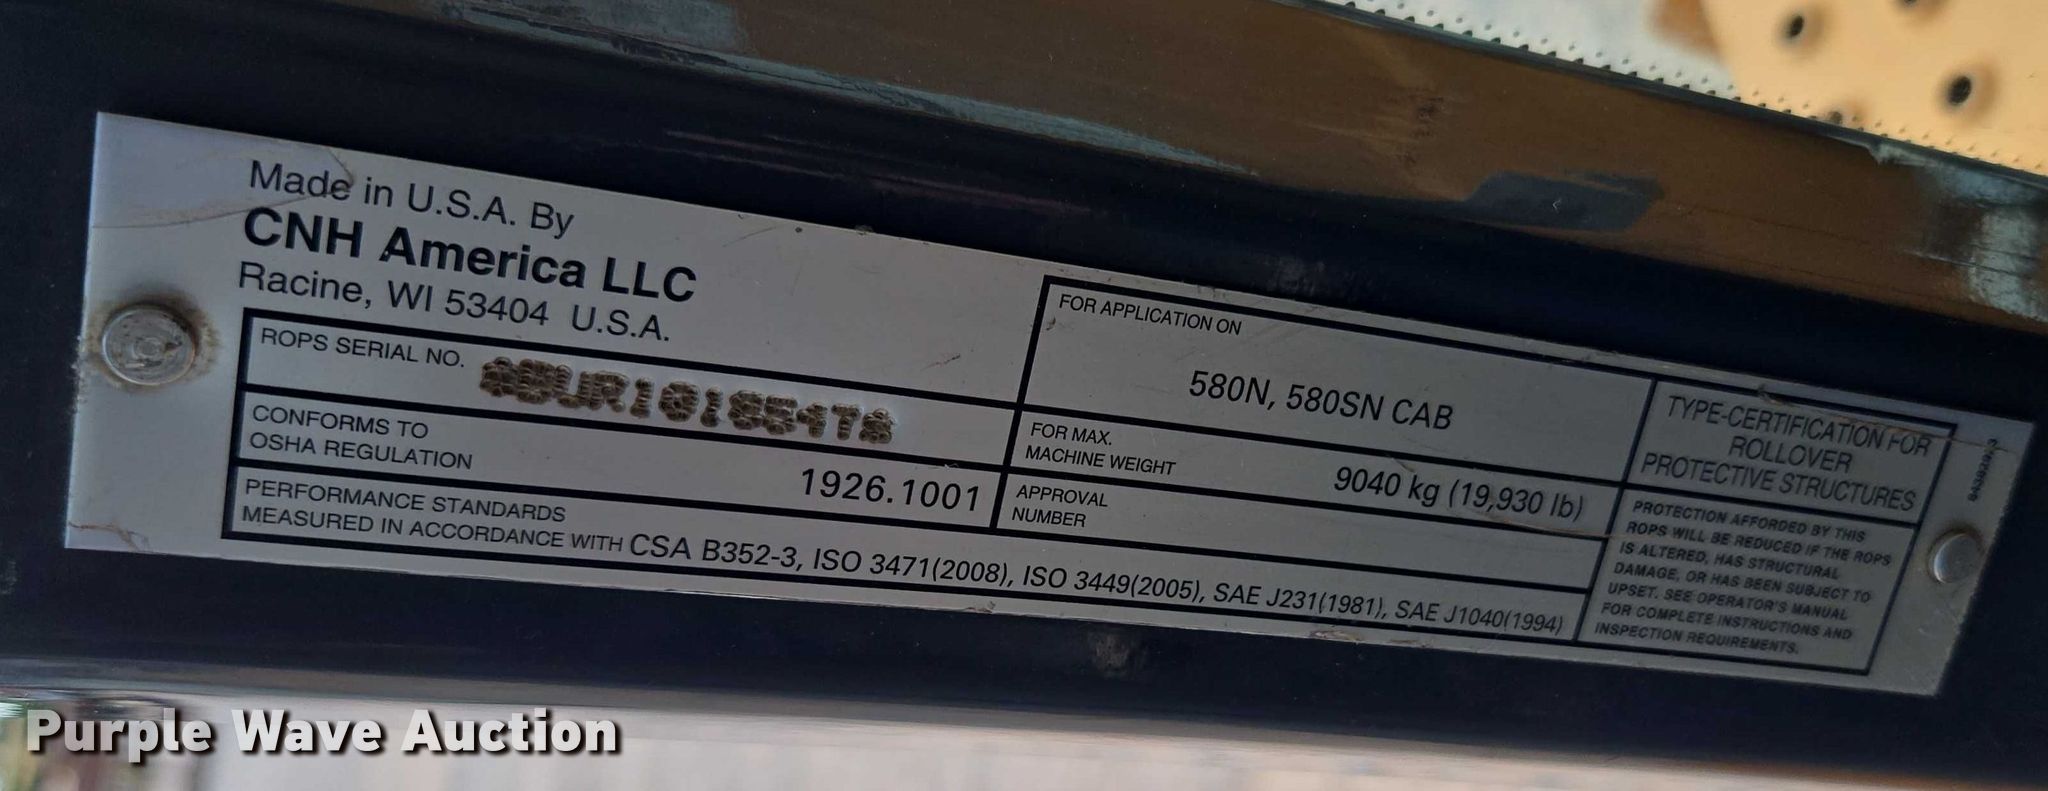 Made in U.S.A. By
CNH America LLC
Racine, WI 53404 U.S.A.
ROPS SERIAL NO.
CONFORMS TO
OSHA REGULATION
1926.1001
PERFORMANCE STANDARDS
MEASURED IN ACCORDANCE WITH CSA B352-3, ISO 3471(2008), ISO 3449(2005), SAE J231(1981), SAE J1040(1994)
FOR APPLICATION ON
580N, 580SN CAB
FOR MAX.
MACHINE WEIGHT
9040 kg (19,930 lb)
APPROVAL
NUMBER
TYPE-CERTIFICATION FOR
ROLLOVER
PROTECTIVE STRUCTURES
PROTECTION AFFORDED BY THIS
ROPS WILL BE REDUCED IF THE ROPS
IS ALTERED, HAS STRUCTURAL
DAMAGE, OR HAS BEEN SUBJECT TO
UPSET. SEE OPERATOR'S MANUAL
FOR COMPLETE INSTRUCTIONS AND
INSPECTION REQUIREMENTS.
Purple Wave Auction